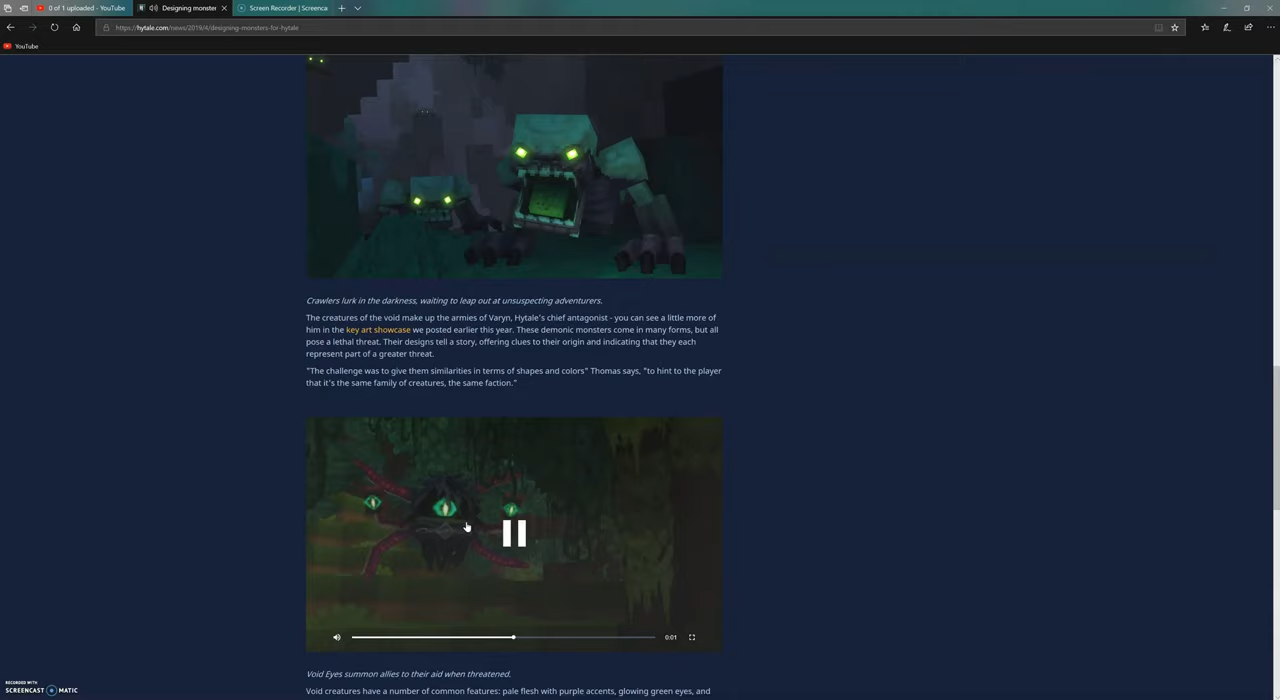 0 of 1 uploaded - YouTube
Designing monster
Screen Recorder | Screenca
https://hytale.com/news/2019/4/designing-monsters-for-hytale
YouTube
Crawlers lurk in the darkness, waiting to leap out at unsuspecting adventurers.
The creatures of the void make up the armies of Varyn, Hytale's chief antagonist - you can see a little more of
him in the key art showcase we posted earlier this year. These demonic monsters come in many forms, but all
pose a lethal threat. Their designs tell a story, offering clues to their origin and indicating that they each
represent part of a greater threat.
"The challenge was to give them similarities in terms of shapes and colors" Thomas says, "to hint to the player
that it's the same family of creatures, the same faction."
0:01
Void Eyes summon allies to their aid when threatened.
Void creatures have a number of common features: pale flesh with purple accents, glowing green eyes, and
RECORDED WITH
SCREENCAST MATIC